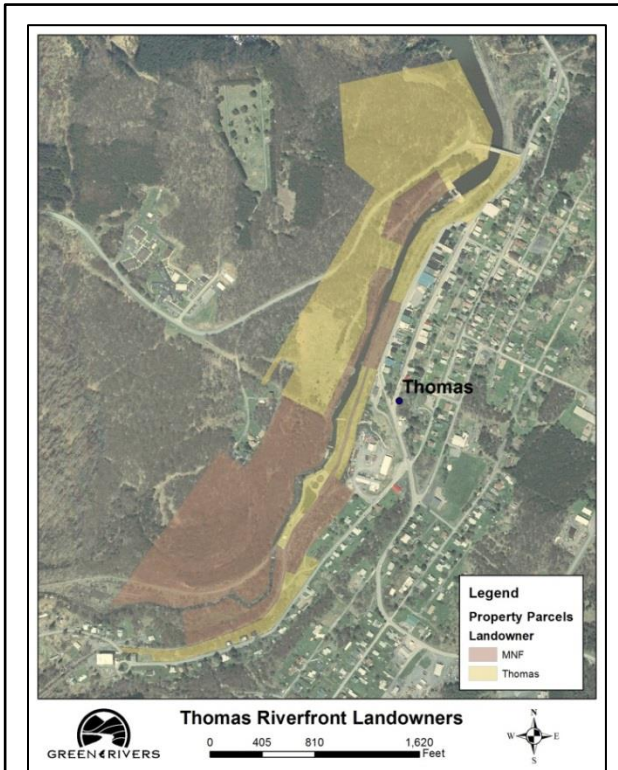 Thomas
Legend
Property Parcels
Landowner
MNF
Thomas
Thomas Riverfront Landowners
0 405 810 1,620
Feet
GREEN RIVERS
N
W E
S